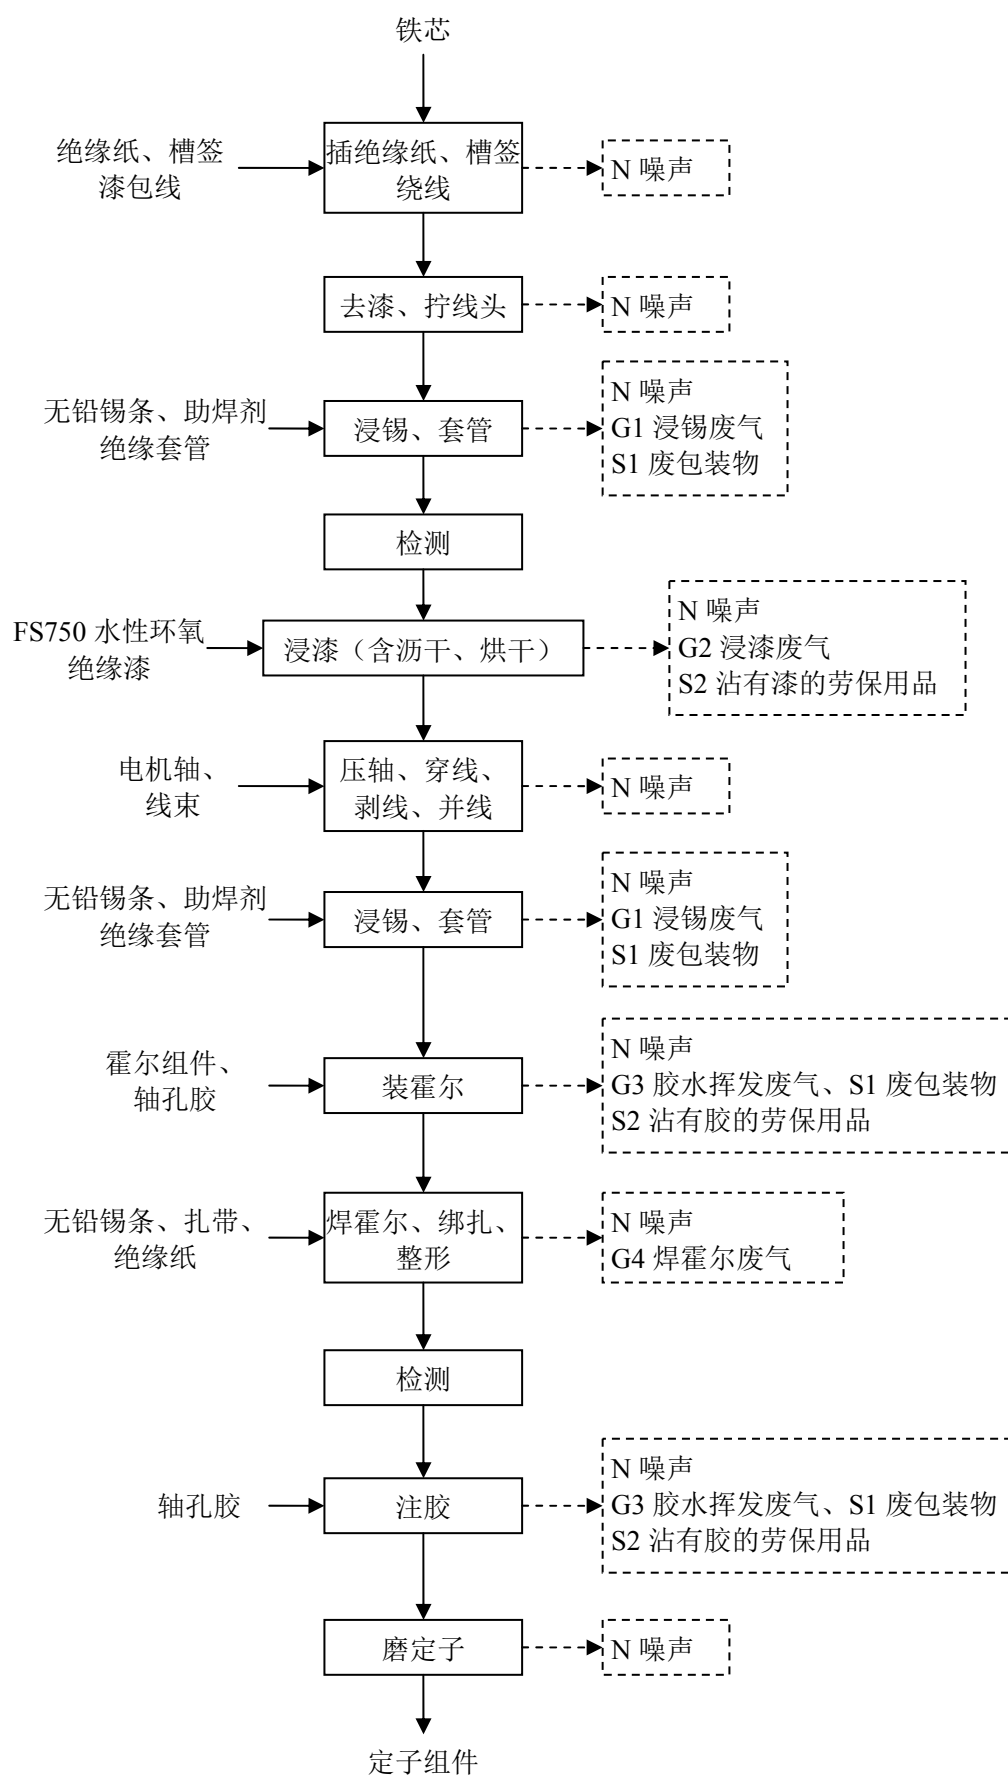 铁芯
绝缘纸、槽签
漆包线
插绝缘纸、槽签
绕线
N 噪声
去漆、拧线头
N 噪声
无铅锡条、助焊剂
绝缘套管
浸锡、套管
N 噪声
G1 浸锡废气
S1 废包装物
检测
FS750 水性环氧
绝缘漆
浸漆（含沥干、烘干）
N 噪声
G2 浸漆废气
S2 沾有漆的劳保用品
电机轴、
线束
压轴、穿线、
剥线、并线
N 噪声
无铅锡条、助焊剂
绝缘套管
浸锡、套管
N 噪声
G1 浸锡废气
S1 废包装物
霍尔组件、
轴孔胶
装霍尔
N 噪声
G3 胶水挥发废气、S1 废包装物
S2 沾有胶的劳保用品
无铅锡条、扎带、
绝缘纸
焊霍尔、绑扎、
整形
N 噪声
G4 焊霍尔废气
检测
轴孔胶
注胶
N 噪声
G3 胶水挥发废气、S1 废包装物
S2 沾有胶的劳保用品
磨定子
N 噪声
定子组件